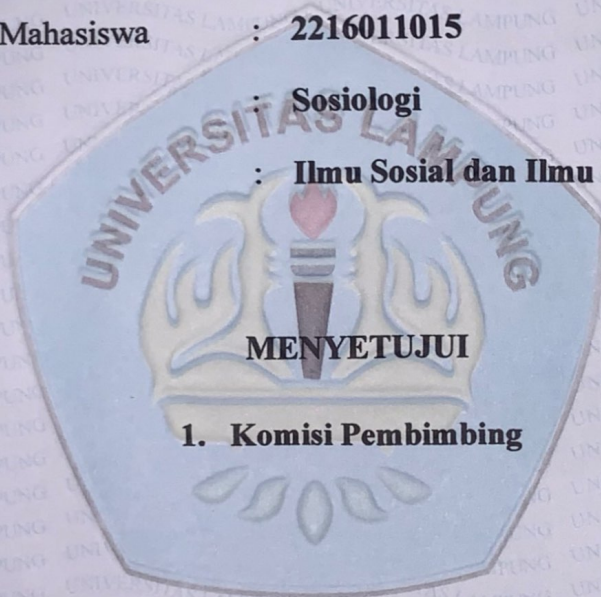 Mahasiswa : 2216011015
: Sosiologi
: Ilmu Sosial dan Ilmu
UNIVERSITAS LAMPUNG
MENYETUJUI
1. Komisi Pembimbing